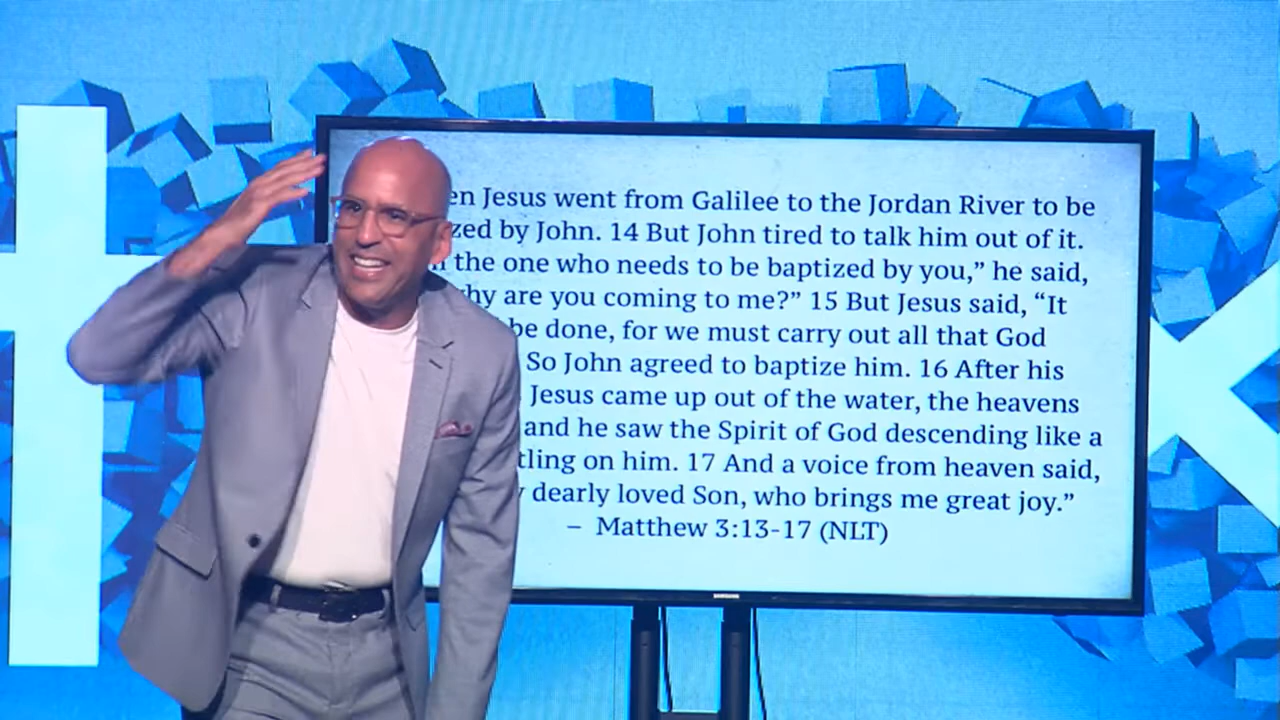 Jesus went from Galilee to the Jordan River to be
by John. 14 But John tired to talk him out of it.
the one who needs to be baptized by you,” he said,
are you coming to me?” 15 But Jesus said, “It
be done, for we must carry out all that God
So John agreed to baptize him. 16 After his
Jesus came up out of the water, the heavens
and he saw the Spirit of God descending like a
on him. 17 And a voice from heaven said,
dearly loved Son, who brings me great joy.”
– Matthew 3:13-17 (NLT)
SAMSUNG